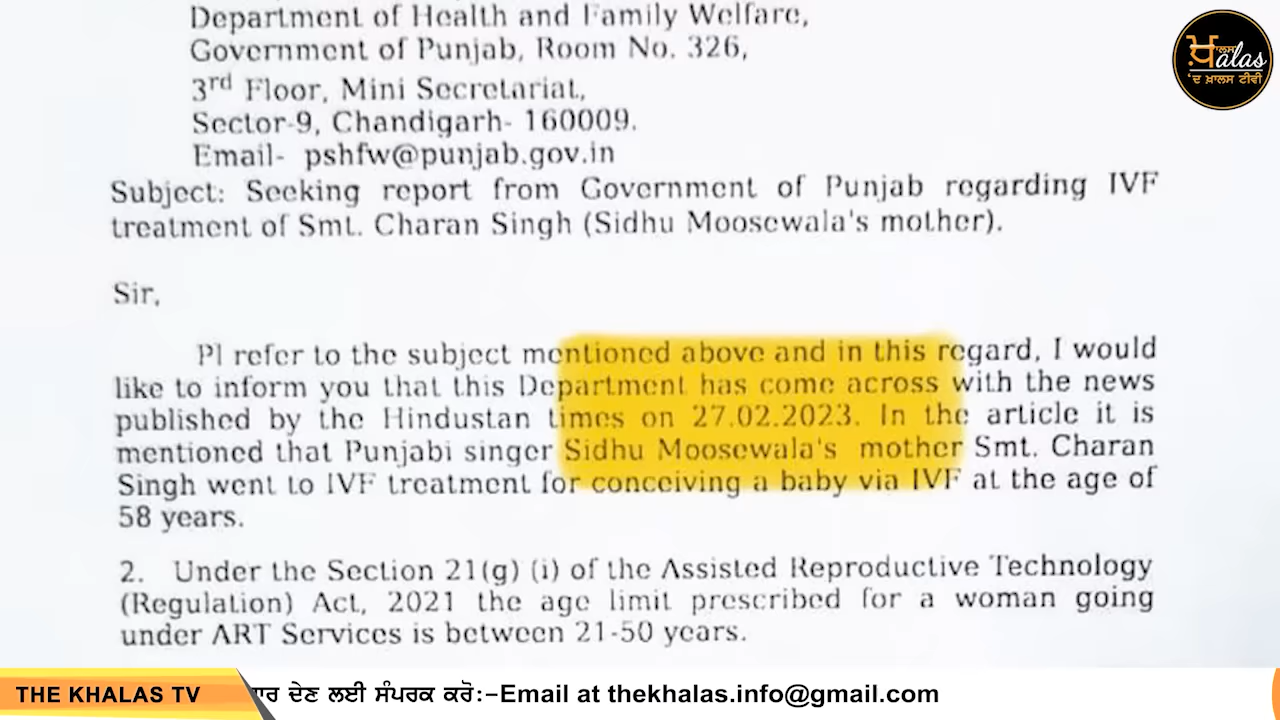 Department of Health and Family Welfare,
Government of Punjab, Room No. 326,
3rd Floor, Mini Secretariat,
Sector-9, Chandigarh- 160009.
Email- pshfw@punjab.gov.in
Subject: Seeking report from Government of Punjab regarding IVF
treatment of Smt. Charan Singh (Sidhu Moosewala's mother).
Sir,
Pl refer to the subject mentioned above and in this regard, I would
like to inform you that this Department has come across with the news
published by the Hindustan times on 27.02.2023. In the article it is
mentioned that Punjabi singer Sidhu Moosewala's mother Smt. Charan
Singh went to IVF treatment for conceiving a baby via IVF at the age of
58 years.
2. Under the Section 21(g) (i) of the Assisted Reproductive Technology
(Regulation) Act, 2021 the age limit prescribed for a woman going
under ART Services is between 21-50 years.
ਖ਼ਾਲਸ
Khalas
'ਦ ਖ਼ਾਲਸ ਟੀਵੀ
THE KHALAS TV
ਦੇਣ ਲਈ ਸੰਪਰਕ ਕਰੋ:-Email at thekhalas.info@gmail.com